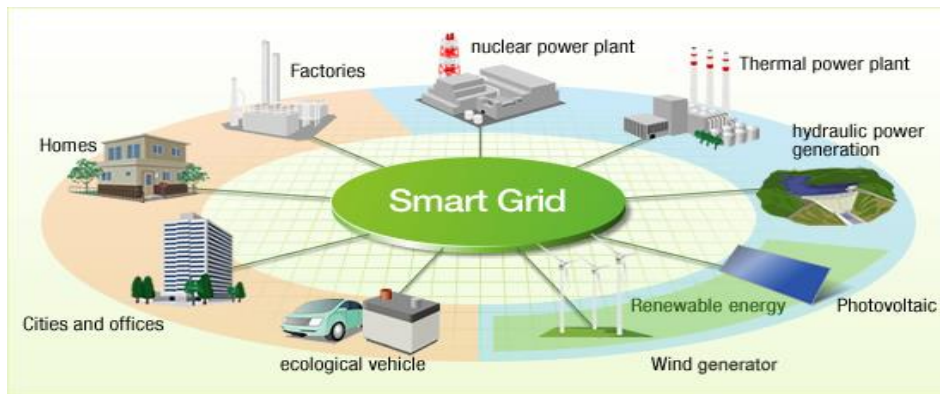 nuclear power plant
Factories
Thermal power plant
Homes
hydraulic power
generation
Smart Grid
Renewable energy
Photovoltaic
Cities and offices
ecological vehicle
Wind generator